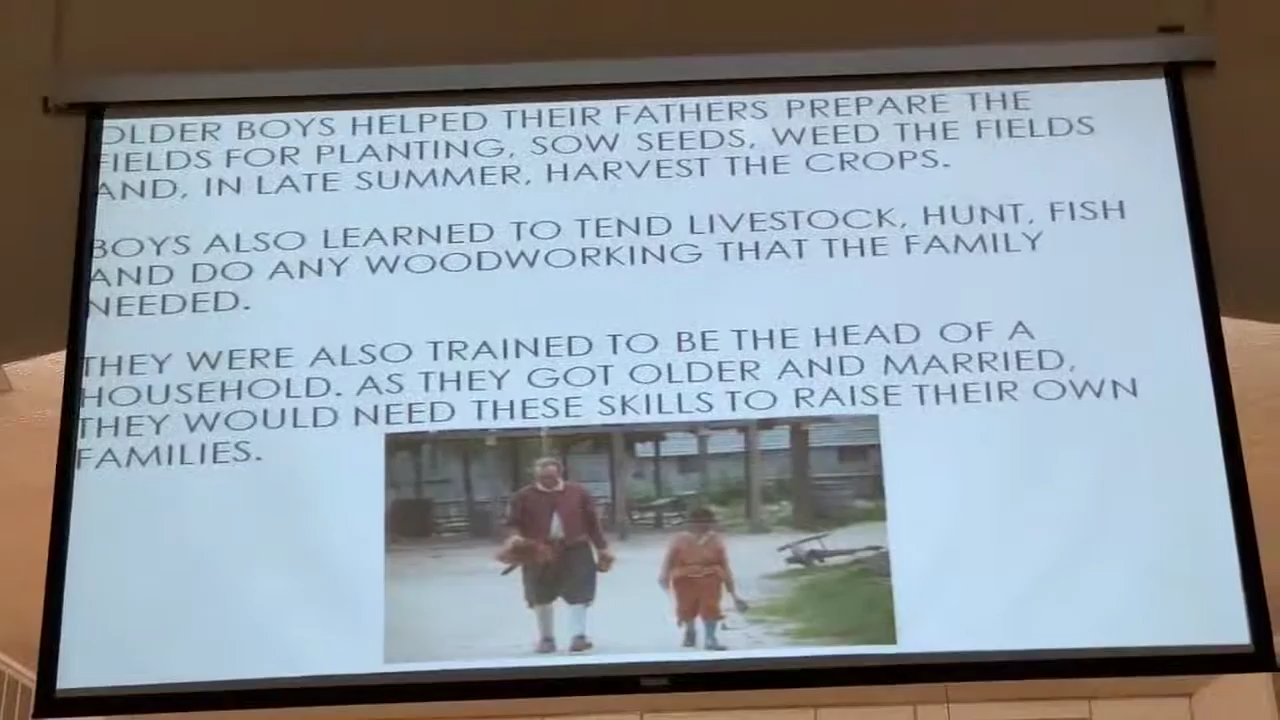 OLDER BOYS HELPED THEIR FATHERS PREPARE THE
FIELDS FOR PLANTING, SOW SEEDS, WEED THE FIELDS
AND, IN LATE SUMMER, HARVEST THE CROPS.
BOYS ALSO LEARNED TO TEND LIVESTOCK, HUNT, FISH
AND DO ANY WOODWORKING THAT THE FAMILY
NEEDED.
THEY WERE ALSO TRAINED TO BE THE HEAD OF A
HOUSEHOLD. AS THEY GOT OLDER AND MARRIED,
THEY WOULD NEED THESE SKILLS TO RAISE THEIR OWN
FAMILIES.